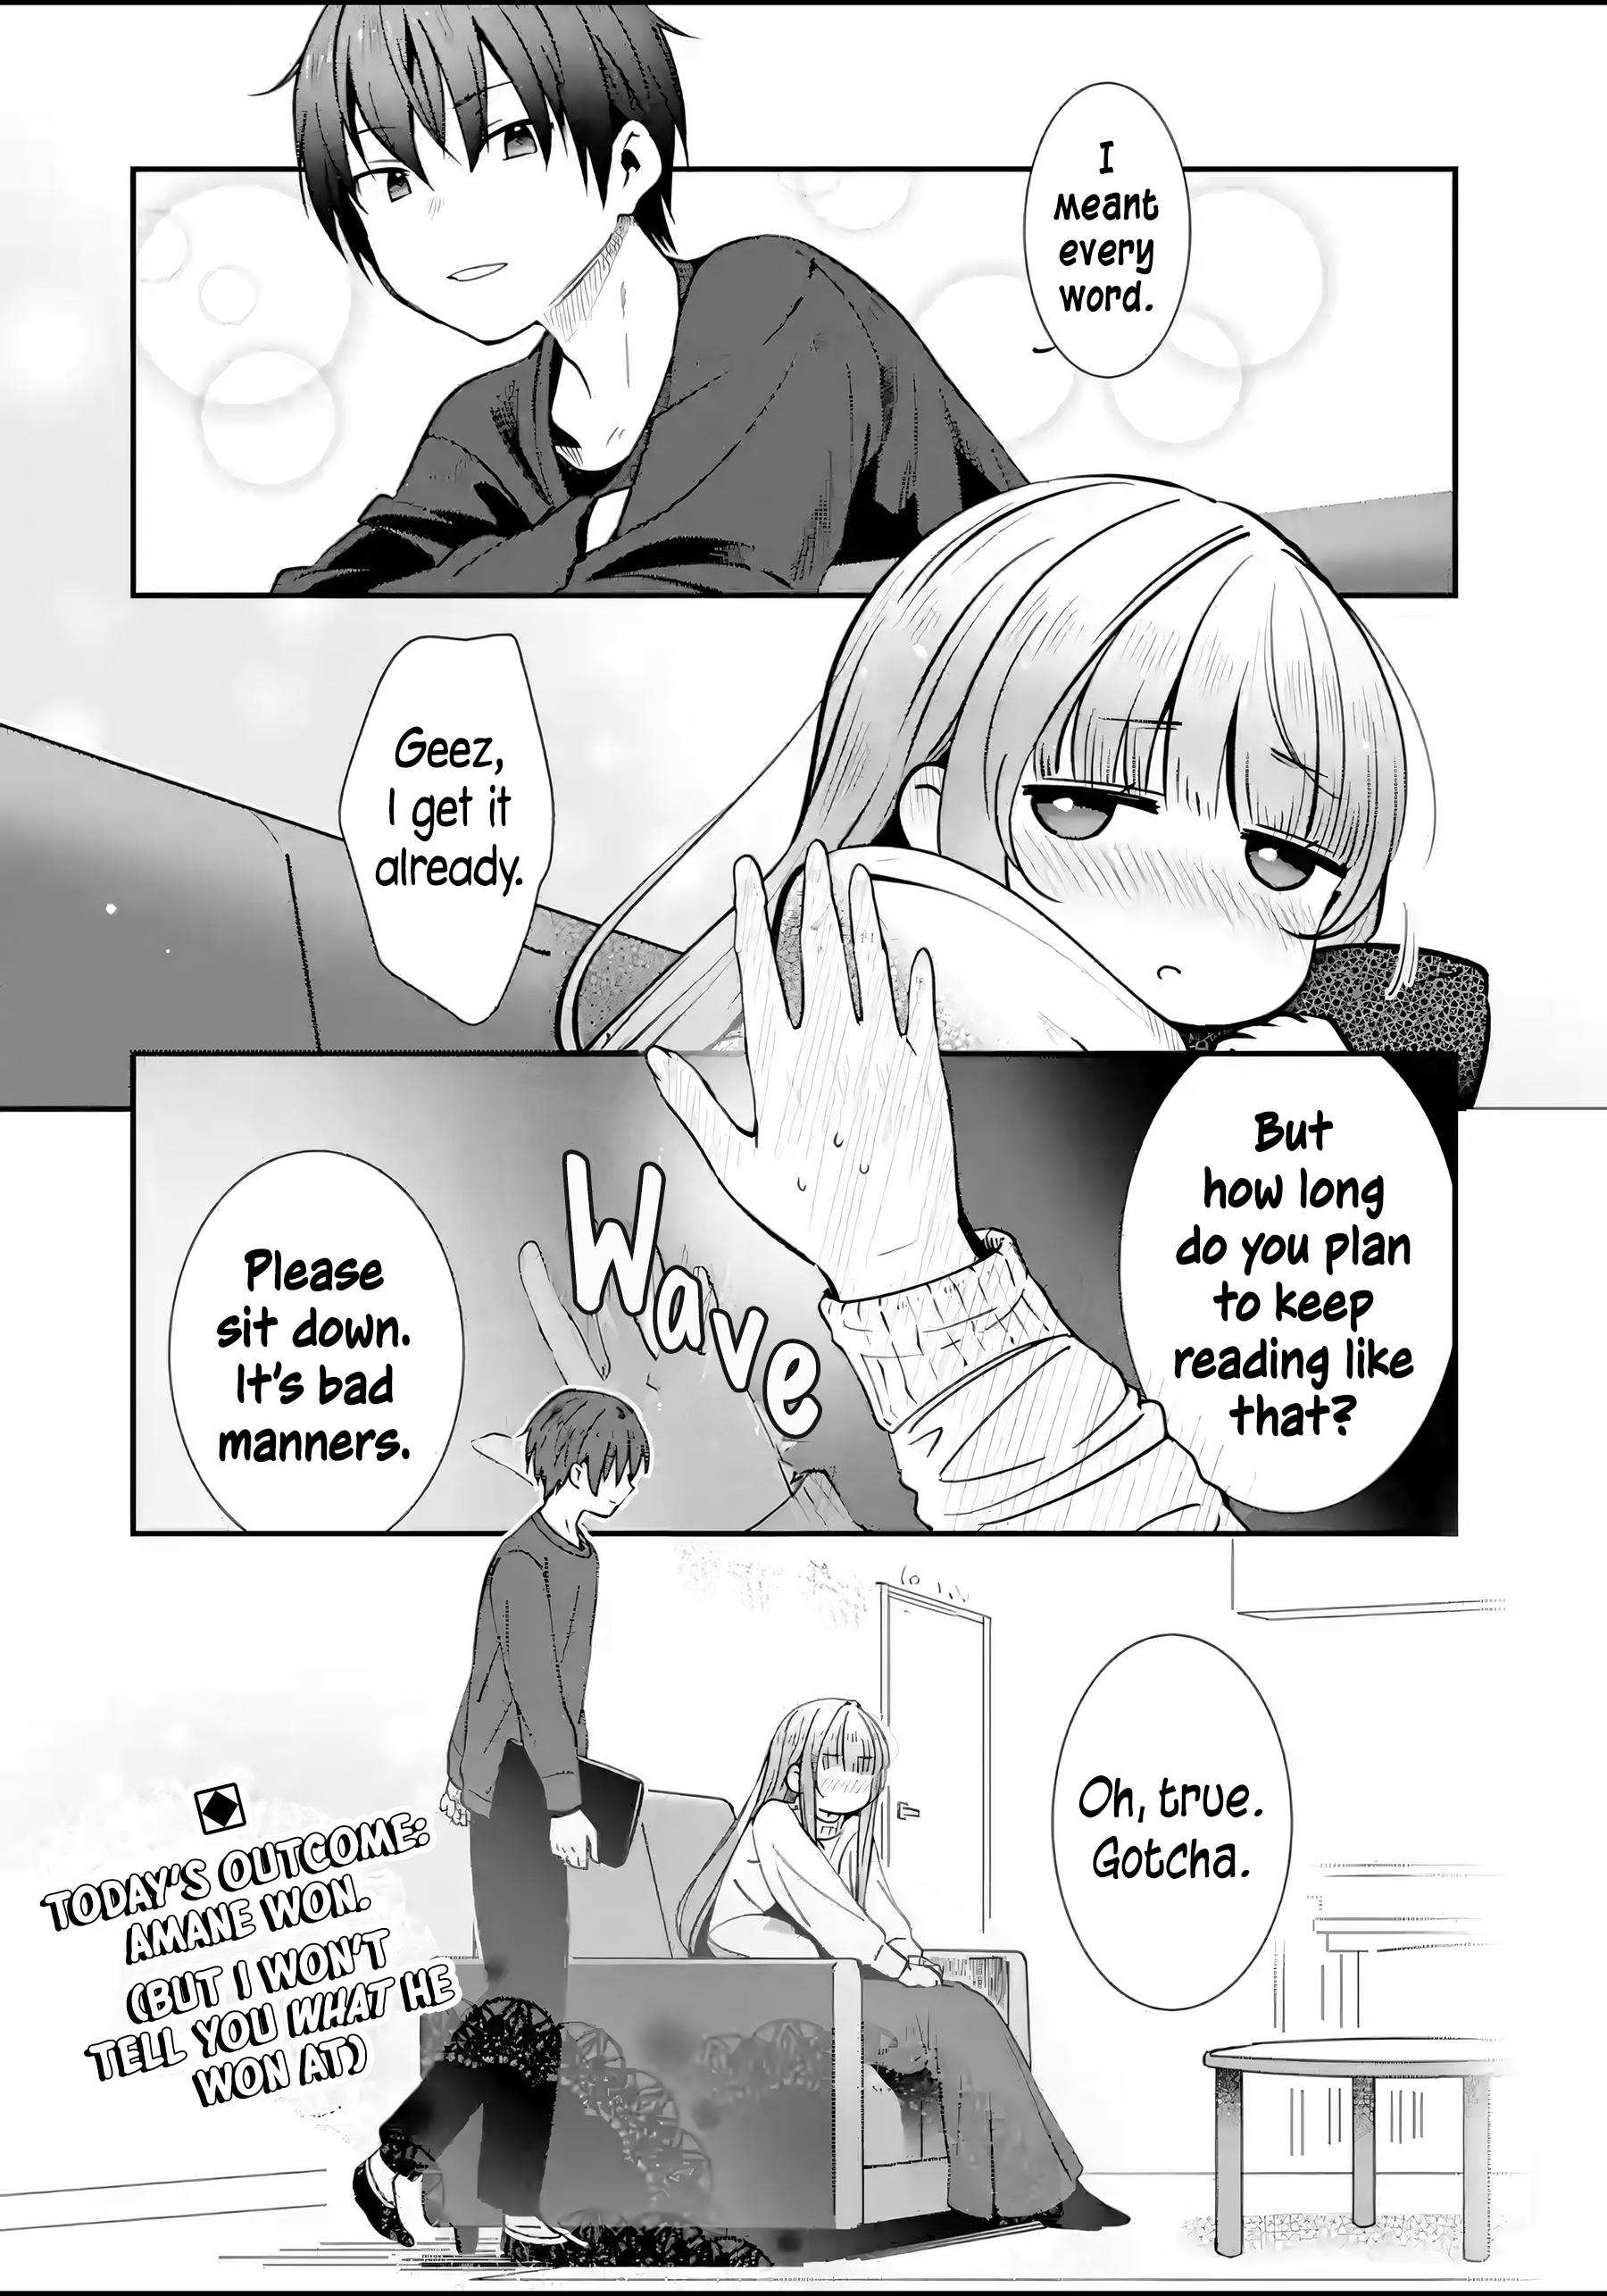 I
meant
every
word.
Geez,
I get it
already.
But
how long
do you plan
to keep
reading like
that?
Wave
Please
sit down.
It's bad
manners.
Oh, true.
Gotcha.
TODAY'S OUTCOME:
AMANE WON.
(BUT I WON'T
TELL YOU WHAT HE
WON AT)